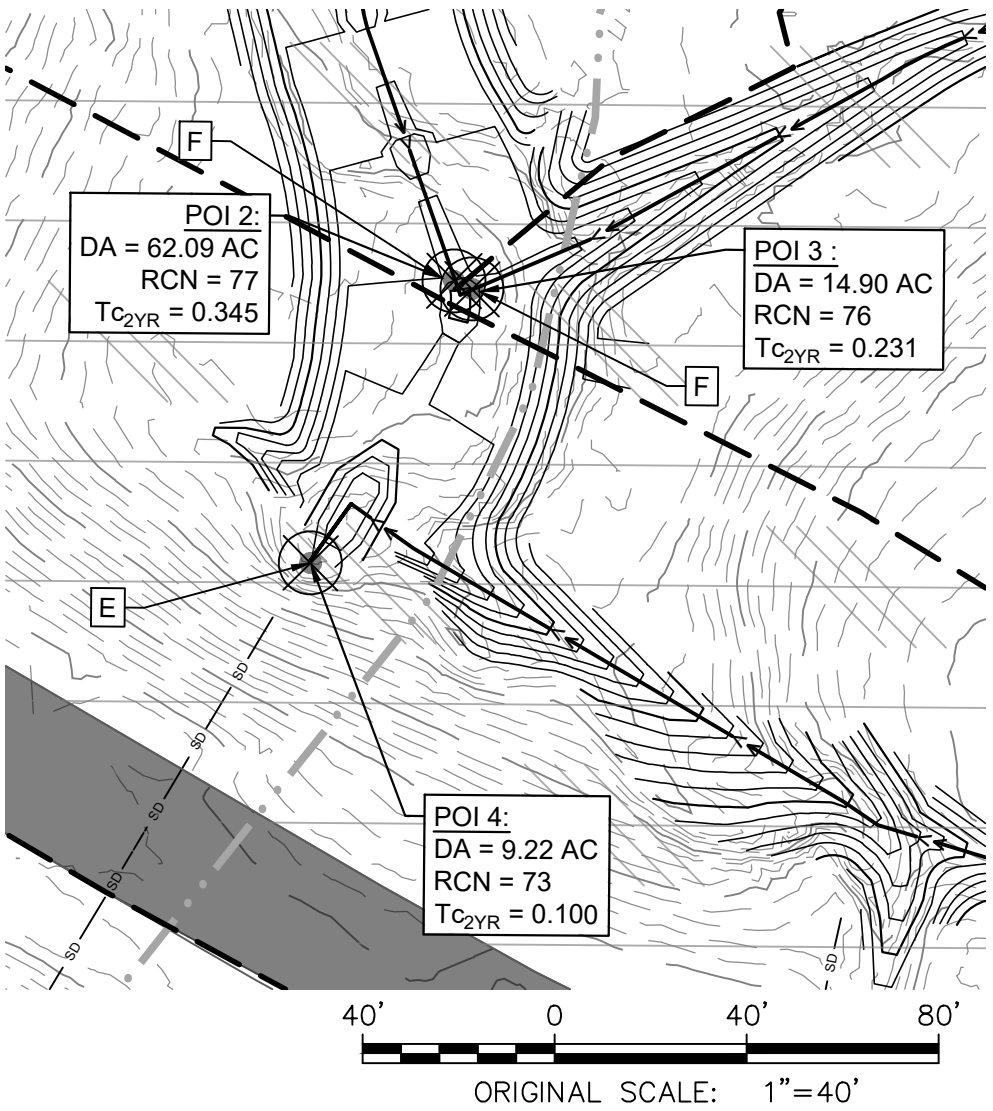 F
POI 2:
DA = 62.09 AC
RCN = 77
Tc2YR = 0.345
POI 3 :
DA = 14.90 AC
RCN = 76
Tc2YR = 0.231
F
E
SD
SD
SD
SD
SD
SD
POI 4:
DA = 9.22 AC
RCN = 73
Tc2YR = 0.100
40' 0 40' 80'
ORIGINAL SCALE: 1"=40'